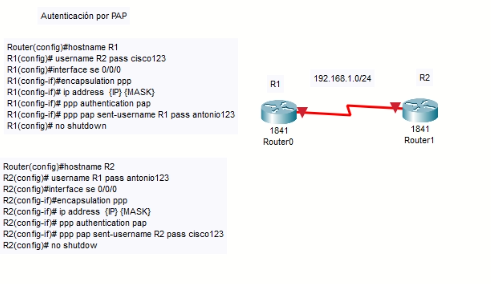 Autenticación por PAP
Router(config)#hostname R1
R1(config)# username R2 pass cisco123
R1(config)#interface se 0/0/0
R1(config-if)#encapsulation ppp
R1(config-if)# ip address {IP} {MASK}
R1(config-if)# ppp authentication pap
R1(config-if)# ppp pap sent-username R1 pass antonio123
R1(config)# no shutdown
Router(config)#hostname R2
R2(config)# username R1 pass antonio123
R2(config)#interface se 0/0/0
R2(config-if)#encapsulation ppp
R2(config-if)# ip address {IP} {MASK}
R2(config-if)# ppp authentication pap
R2(config-if)# ppp pap sent-username R2 pass cisco123
R2(config)# no shutdow
R1
192.168.1.0/24
R2
1841
Router0
1841
Router1